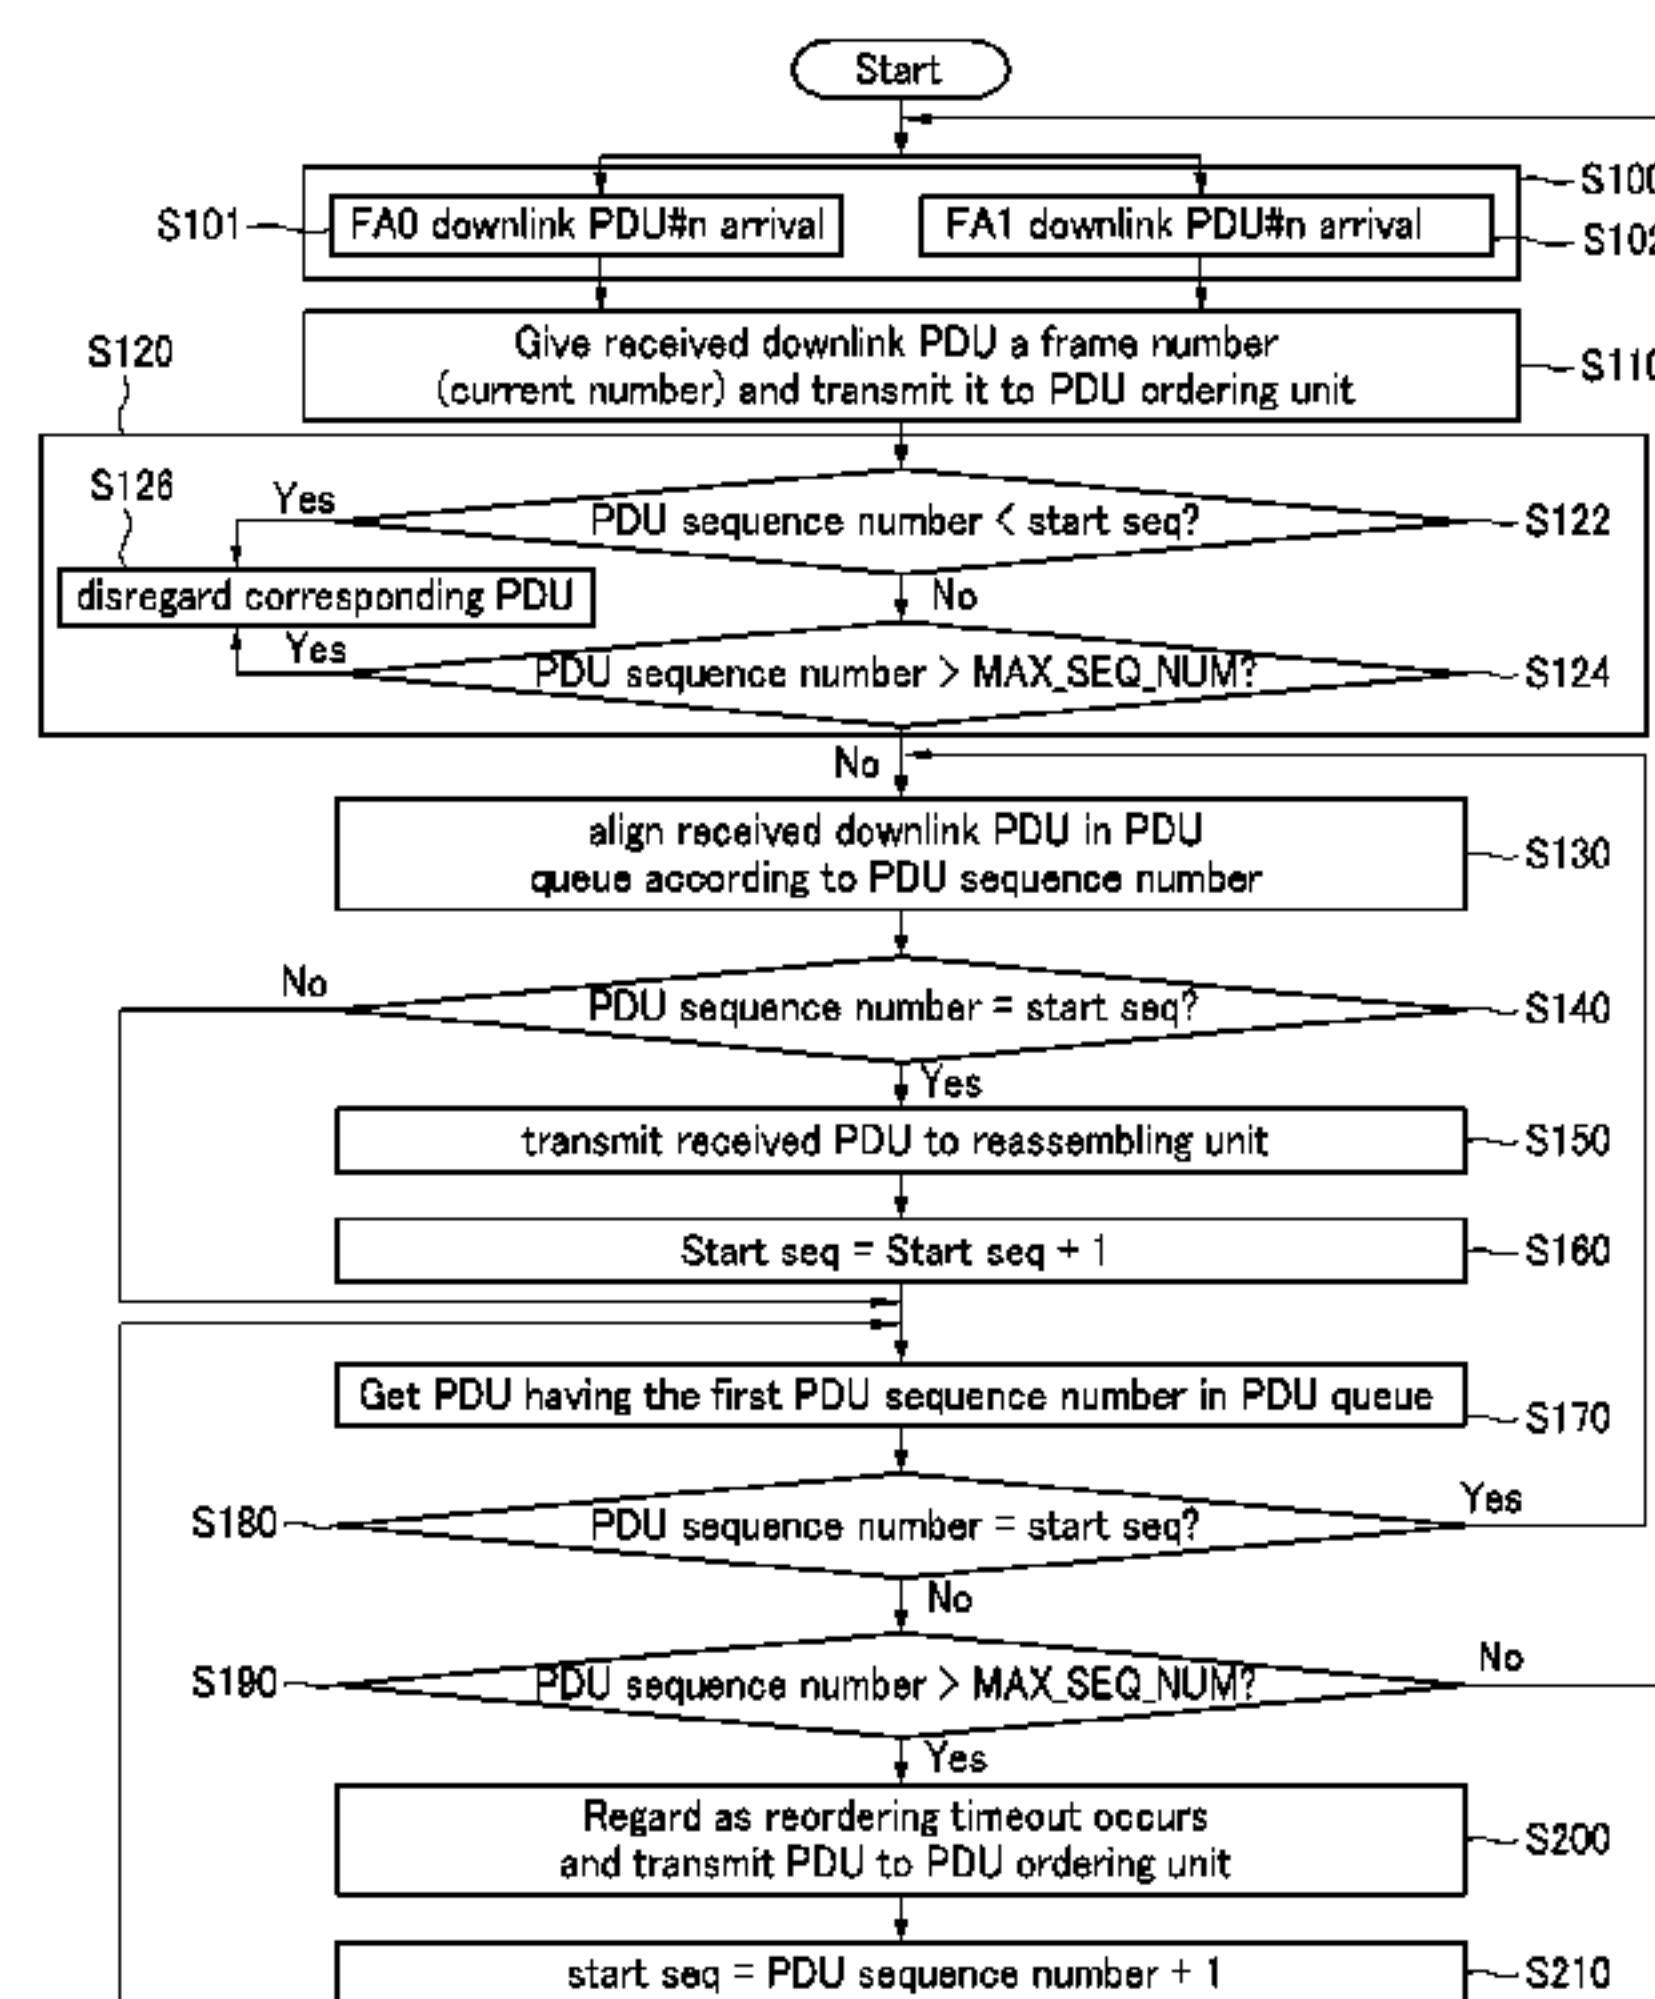 Start
S100
S101
FA0 downlink PDU#n arrival
FA1 downlink PDU#n arrival
S102
Give received downlink PDU a frame number
(current number) and transmit it to PDU ordering unit
S110
S120
S126
Yes
PDU sequence number < start seq?
S122
disregard corresponding PDU
No
Yes
PDU sequence number > MAX_SEQ_NUM?
S124
No
align received downlink PDU in PDU
queue according to PDU sequence number
S130
No
PDU sequence number = start seq?
S140
Yes
transmit received PDU to reassembling unit
S150
Start seq = Start seq + 1
S160
Get PDU having the first PDU sequence number in PDU queue
S170
S180
PDU sequence number = start seq?
Yes
No
S190
PDU sequence number > MAX_SEQ_NUM?
No
Yes
Regard as reordering timeout occurs
and transmit PDU to PDU ordering unit
S200
start seq = PDU sequence number + 1
S210